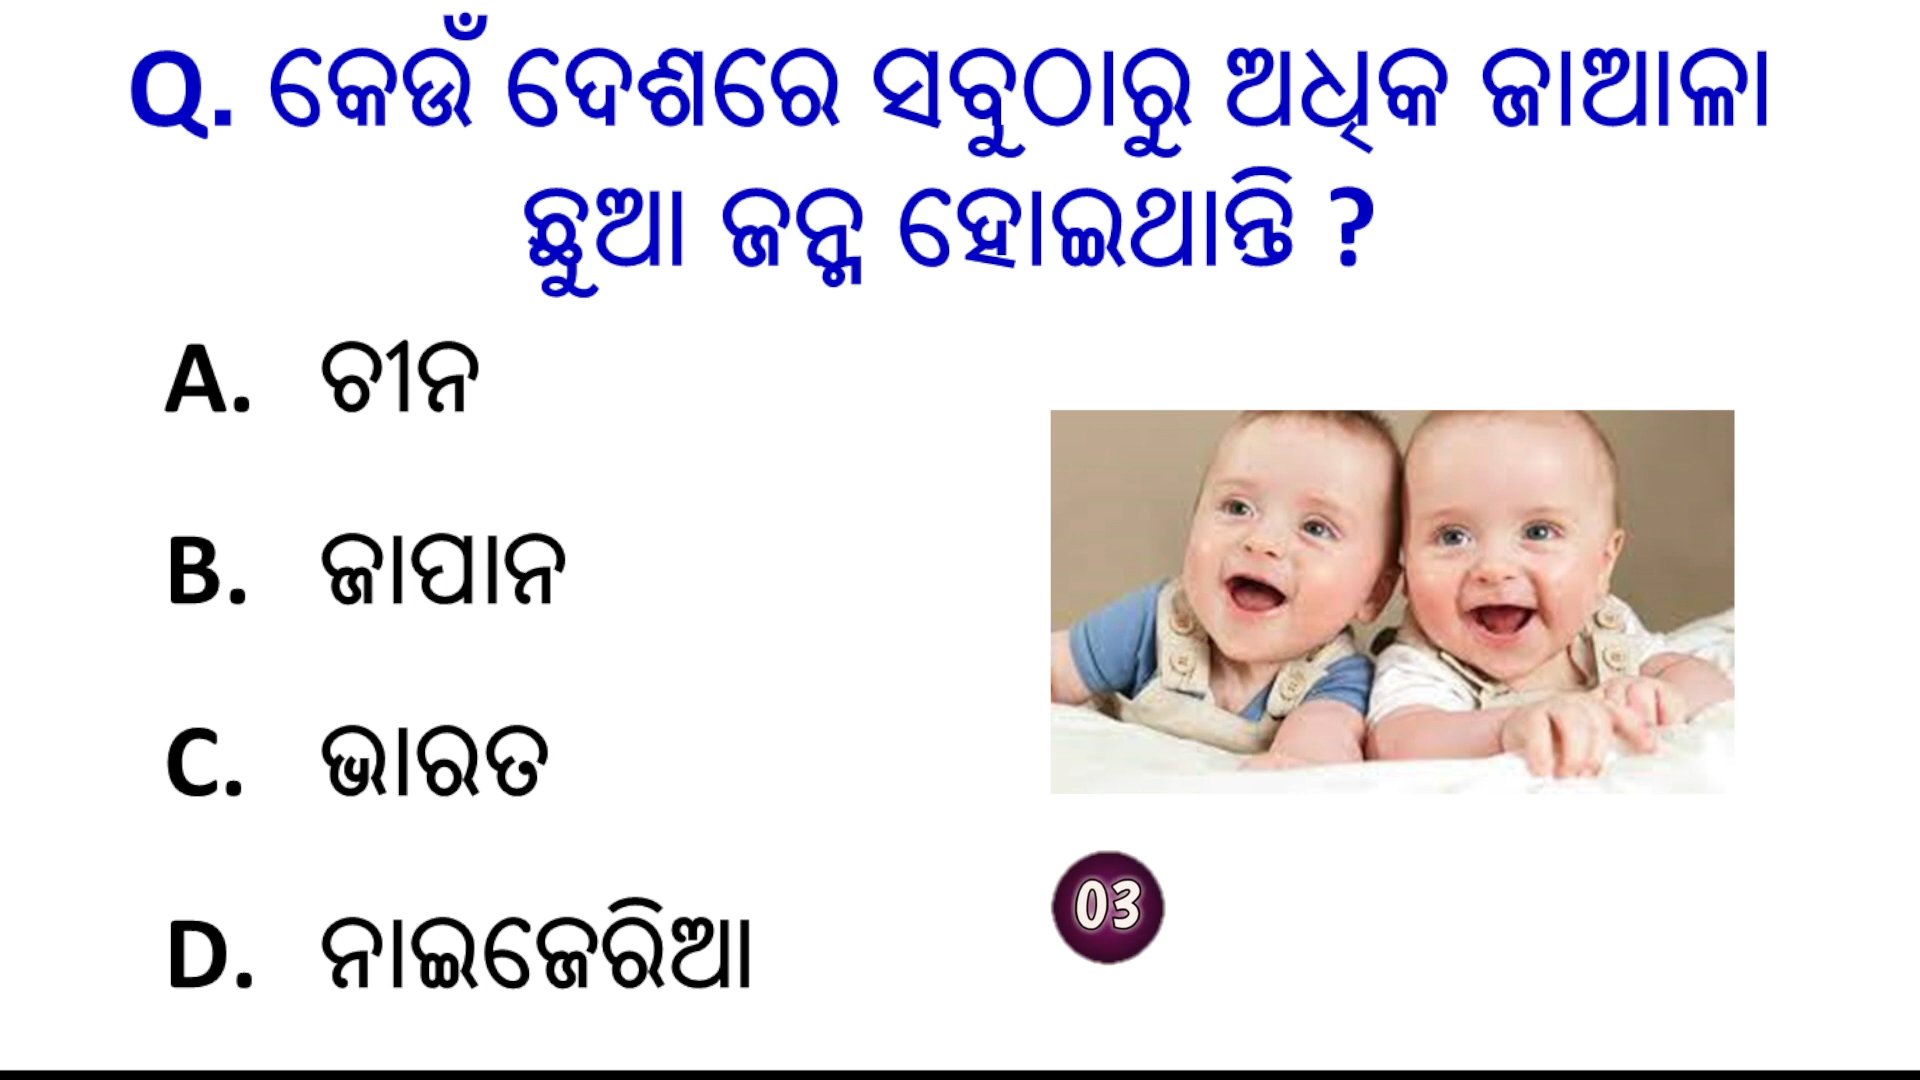 Q. କେଉଁ ଦେଶରେ ସବୁଠାରୁ ଅଧିକ ଜାଆଁଳା
ଛୁଆ ଜନ୍ମ ହୋଇଥାନ୍ତି ?
A. ଚୀନ
B. ଜାପାନ
C. ଭାରତ
D. ନାଇଜେରିଆ
03